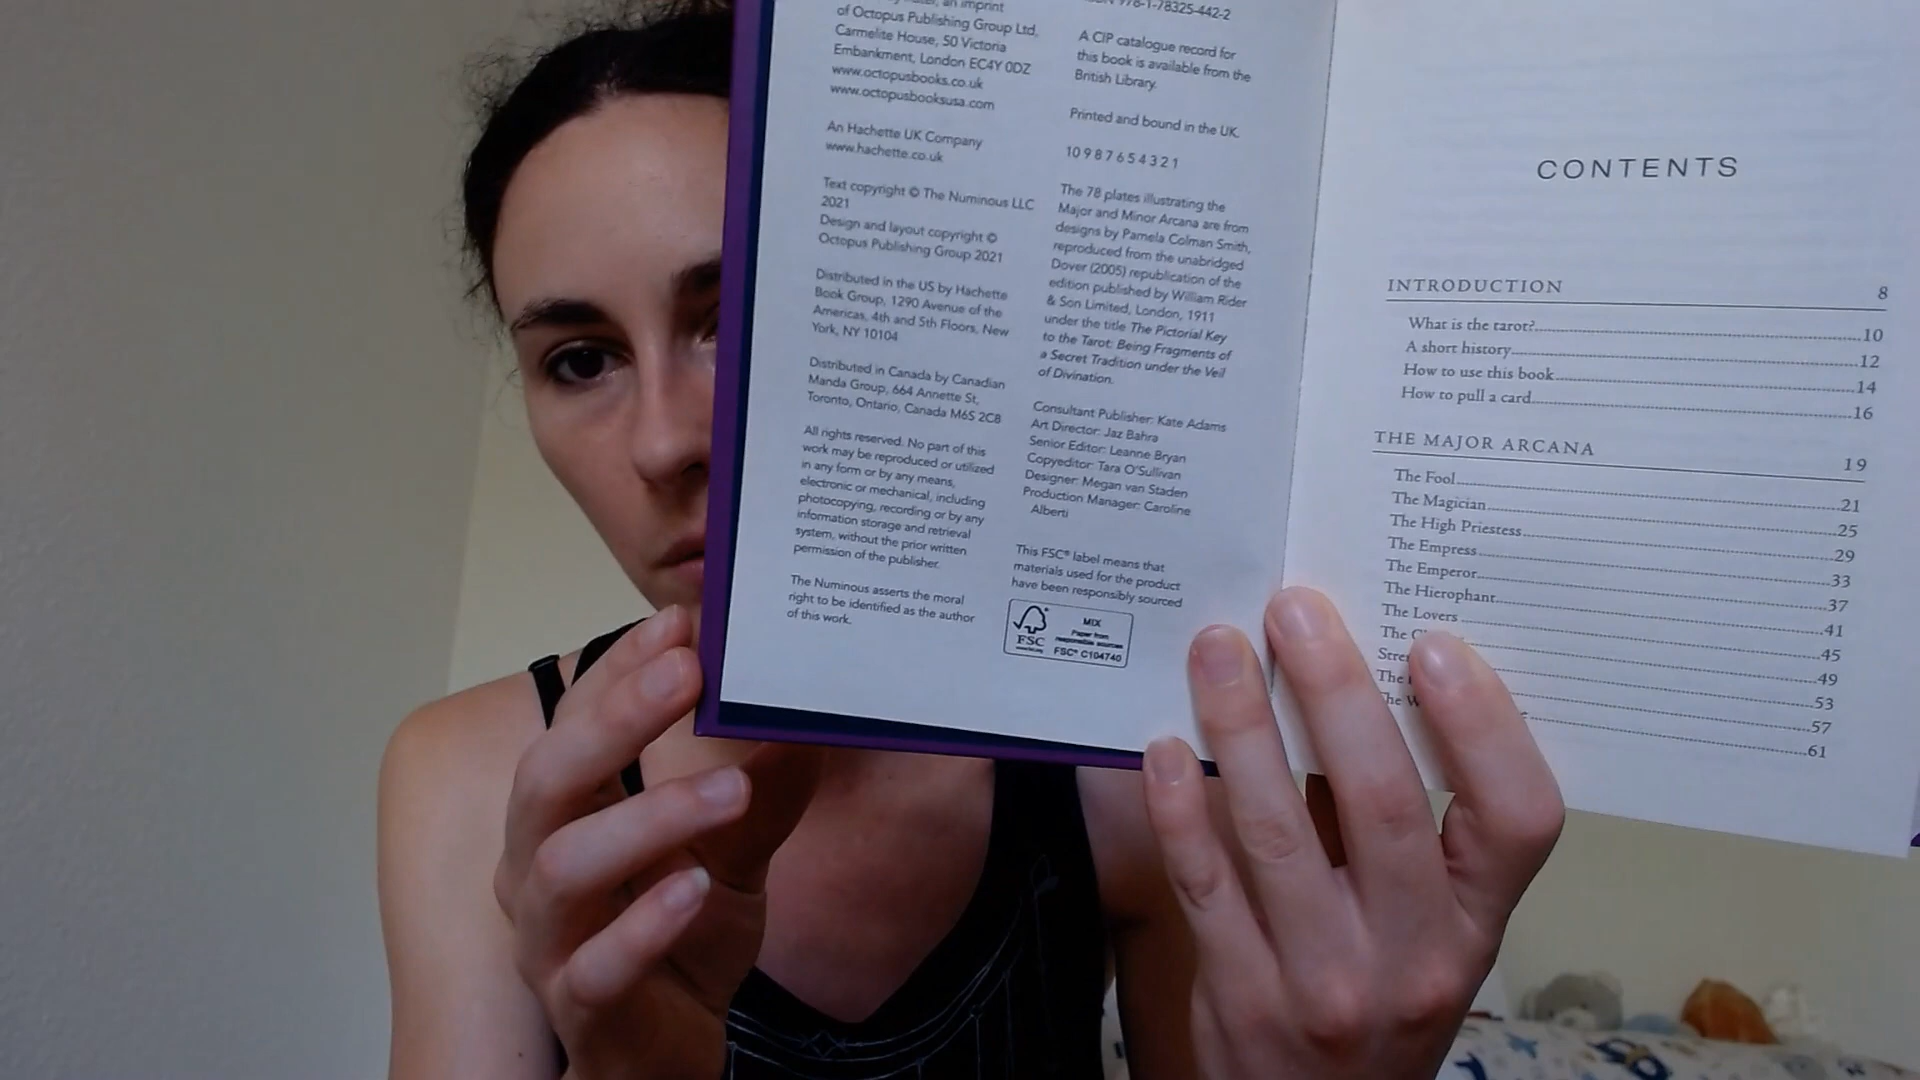 an imprint
of Octopus Publishing Group Ltd,
Carmelite House, 50 Victoria
Embankment, London EC4Y 0DZ
www.octopusbooks.co.uk
www.octopusbooksusa.com
An Hachette UK Company
www.hachette.co.uk
Text copyright © The Numinous LLC
2021
Design and layout copyright ©
Octopus Publishing Group 2021
Distributed in the US by Hachette
Book Group, 1290 Avenue of the
Americas, 4th and 5th Floors, New
York, NY 10104
Distributed in Canada by Canadian
Manda Group, 664 Annette St,
Toronto, Ontario, Canada M6S 2C8
All rights reserved. No part of this
work may be reproduced or utilized
in any form or by any means,
electronic or mechanical, including
photocopying, recording or by any
information storage and retrieval
system, without the prior written
permission of the publisher.
The Numinous asserts the moral
right to be identified as the author
of this work.
978-1-78325-442-2
A CIP catalogue record for
this book is available from the
British Library.
Printed and bound in the UK.
10 9 8 7 6 5 4 3 2 1
The 78 plates illustrating the
Major and Minor Arcana are from
designs by Pamela Colman Smith,
reproduced from the unabridged
Dover (2005) republication of the
edition published by William Rider
& Son Limited, London, 1911
under the title The Pictorial Key
to the Tarot: Being Fragments of
a Secret Tradition under the Veil
of Divination.
Consultant Publisher: Kate Adams
Art Director: Jaz Bahra
Senior Editor: Leanne Bryan
Copyeditor: Tara O'Sullivan
Designer: Megan van Staden
Production Manager: Caroline
Alberti
This FSC® label means that
materials used for the product
have been responsibly sourced
FSC
MIX
Paper from
responsible sources
FSC® C104740
CONTENTS
INTRODUCTION 8
What is the tarot? 10
A short history 12
How to use this book 14
How to pull a card 16
THE MAJOR ARCANA 19
The Fool 21
The Magician 25
The High Priestess 29
The Empress 33
The Emperor 37
The Hierophant 41
The Lovers 45
The 49
53
The 57
61